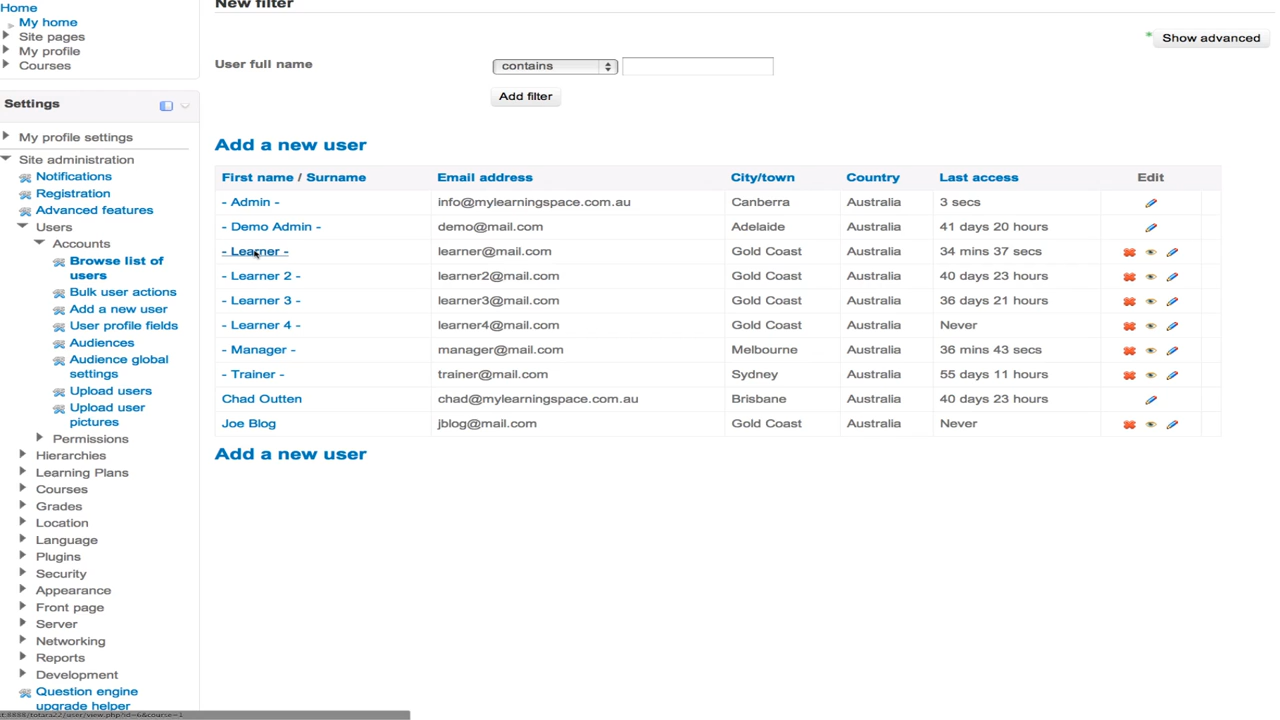 Home
My home
Site pages
My profile
Courses
Settings
My profile settings
Site administration
Notifications
Registration
Advanced features
Users
Accounts
Browse list of
users
Bulk user actions
Add a new user
User profile fields
Audiences
Audience global
settings
Upload users
Upload user
pictures
Permissions
Hierarchies
Learning Plans
Courses
Grades
Location
Language
Plugins
Security
Appearance
Front page
Server
Networking
Reports
Development
Question engine
upgrade helper
New filter
* Show advanced
User full name contains
Add filter
Add a new user
First name / Surname Email address City/town Country Last access Edit
- Admin - info@mylearningspace.com.au Canberra Australia 3 secs
- Demo Admin - demo@mail.com Adelaide Australia 41 days 20 hours
- Learner - learner@mail.com Gold Coast Australia 34 mins 37 secs
- Learner 2 - learner2@mail.com Gold Coast Australia 40 days 23 hours
- Learner 3 - learner3@mail.com Gold Coast Australia 36 days 21 hours
- Learner 4 - learner4@mail.com Gold Coast Australia Never
- Manager - manager@mail.com Melbourne Australia 36 mins 43 secs
- Trainer - trainer@mail.com Sydney Australia 55 days 11 hours
Chad Outten chad@mylearningspace.com.au Brisbane Australia 40 days 23 hours
Joe Blog jblog@mail.com Gold Coast Australia Never
Add a new user
:8888/totara22/user/view.php?id=6&course=1